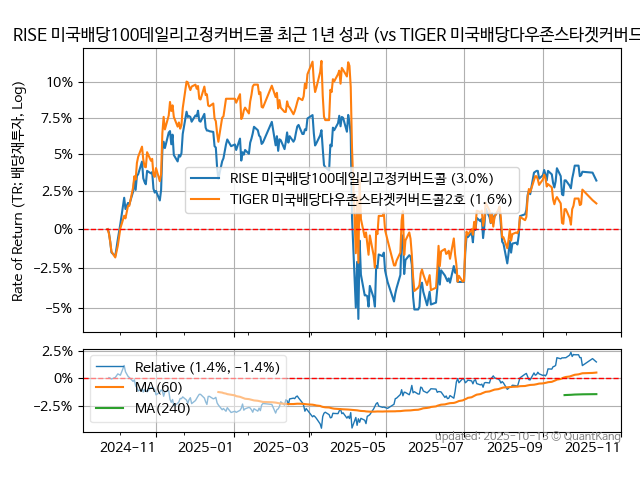 RISE 미국배당100데일리고정커버드콜 최근 1년 성과 (vs TIGER 미국배당다우존스타겟커버드
Rate of Return (TR: 배당재투자, Log)
10%
7.5%
5%
2.5%
0%
−2.5%
−5%
RISE 미국배당100데일리고정커버드콜 (3.0%)
TIGER 미국배당다우존스타겟커버드콜2호 (1.6%)
2.5%
0%
−2.5%
Relative (1.4%, −1.4%)
MA(60)
MA(240)
updated: 2025-10-13 © QuantKang
2024−11
2025−01
2025−03
2025−05
2025−07
2025−09
2025−11